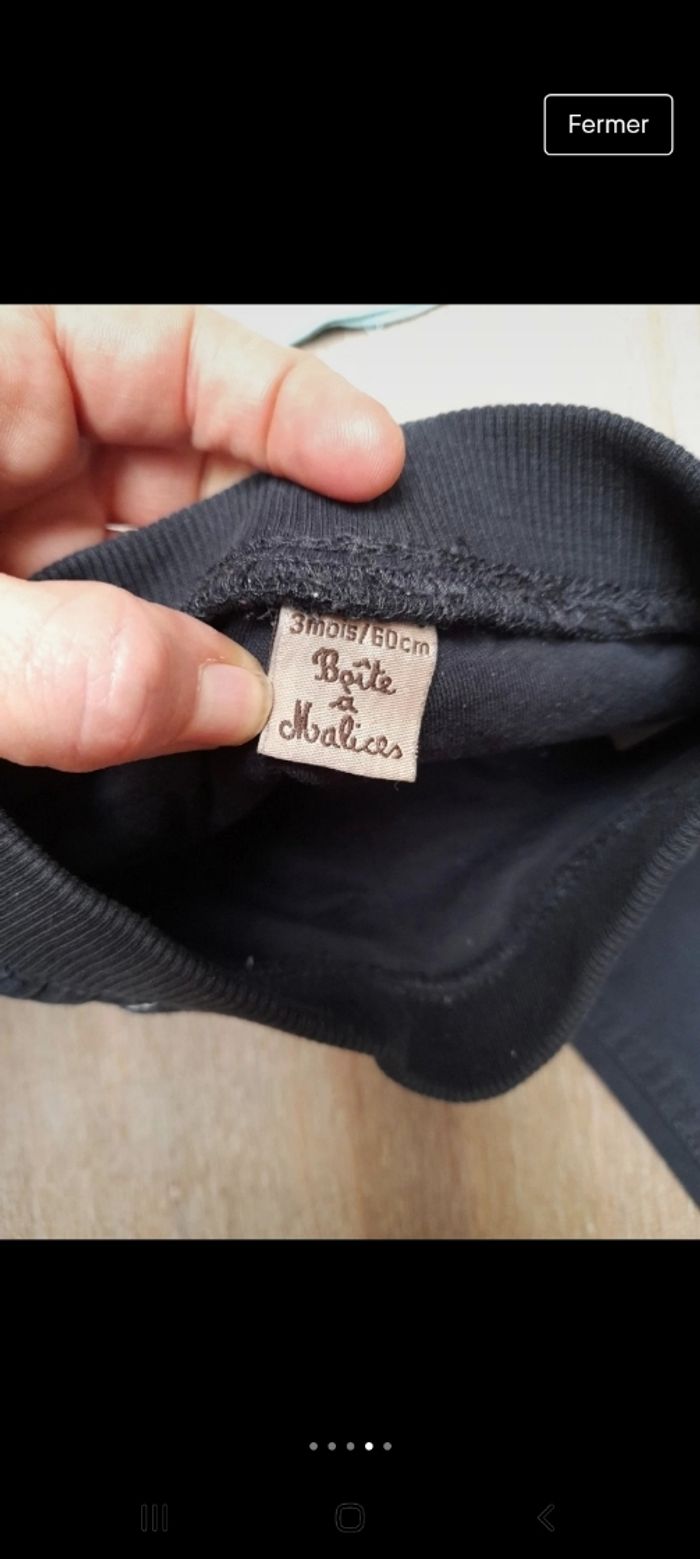 Fermer
3mois/60cm
Boîte
à
Malices